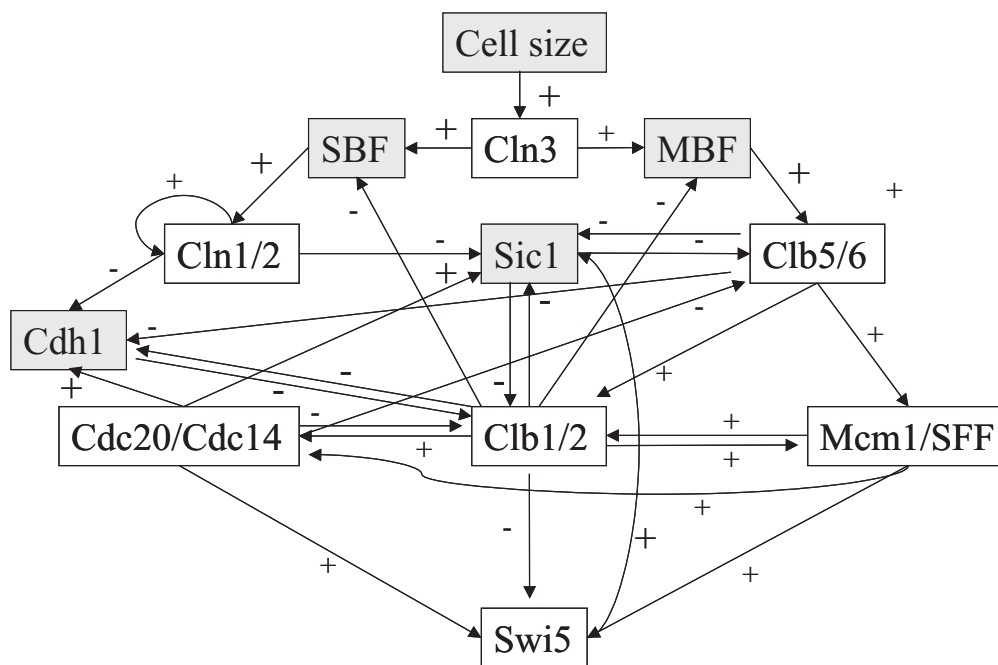 Cell size
+
SBF
+
Cln3
+
MBF
+
+
+
+
-
-
Cln1/2
-
Sic1
-
-
Clb5/6
-
+
Cdh1
-
-
+
+
-
-
-
-
+
Cdc20/Cdc14
-
+
Clb1/2
+
+
Mcm1/SFF
-
+
+
+
+
Swi5